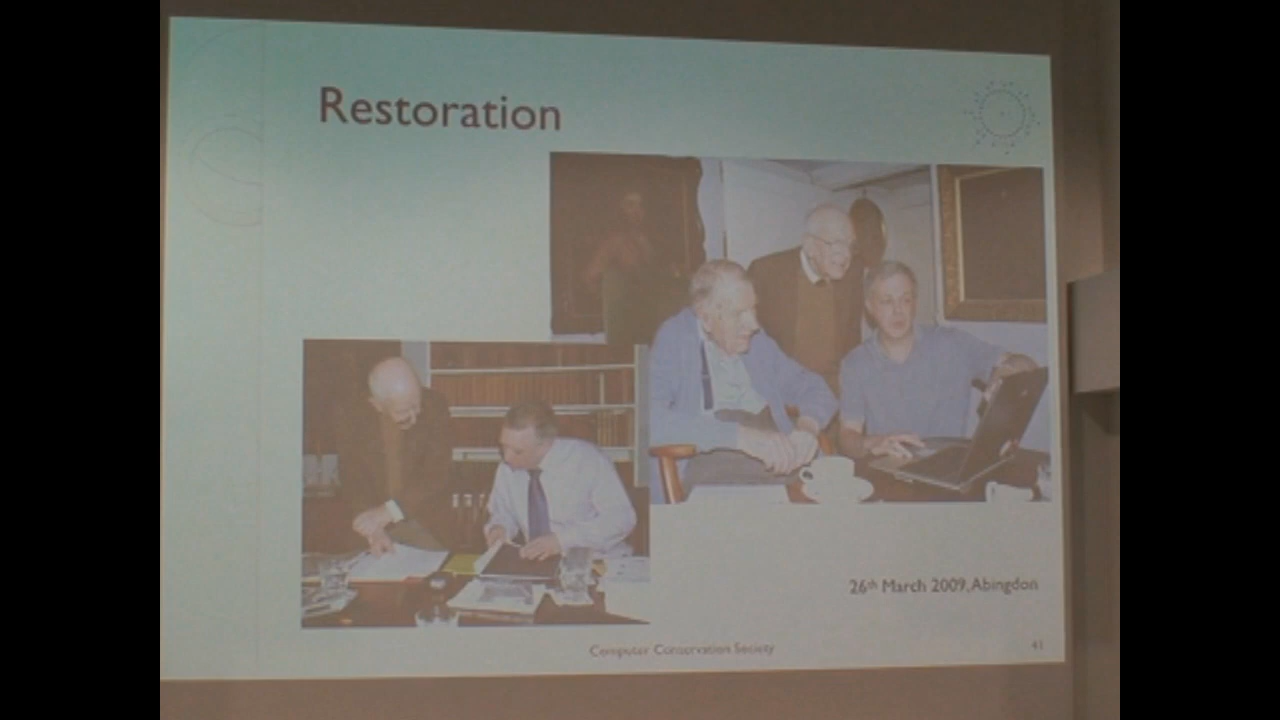 Restoration
26th March 2009, Abingdon
Computer Conservation Society
41